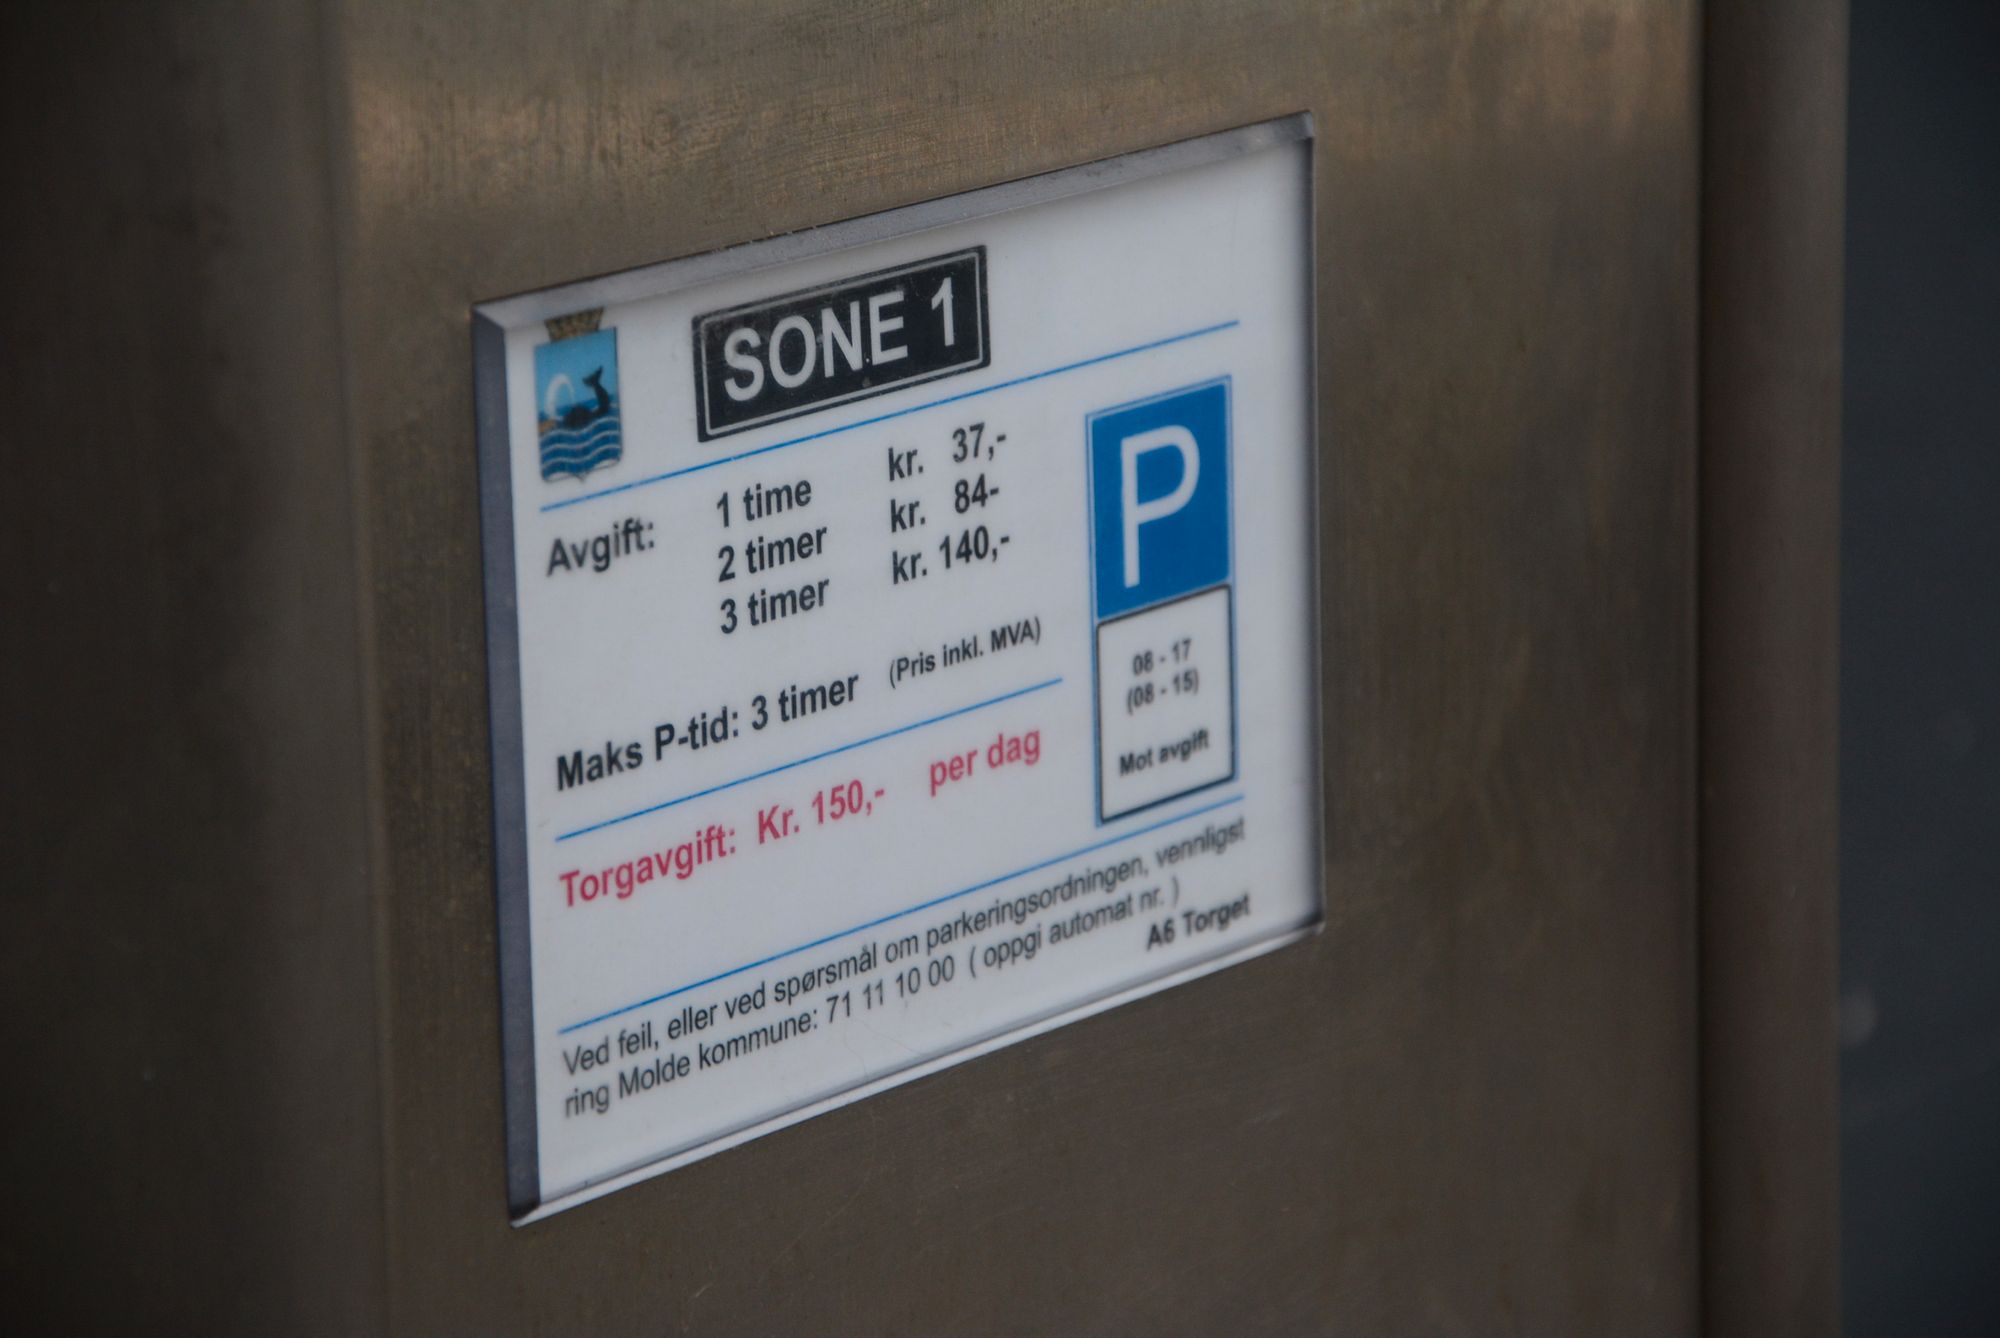 SONE 1
Avgift: 1 time kr. 37,-
2 timer kr. 84-
3 timer kr. 140,-
Maks P-tid: 3 timer (Pris inkl. MVA)
Torgavgift: Kr. 150,- per dag
P
08 - 17
(08 - 15)
Mot avgift
Ved feil, eller ved spørsmål om parkeringsordningen, vennligst
ring Molde kommune: 71 11 10 00 ( oppgi automat nr. )
A6 Torget